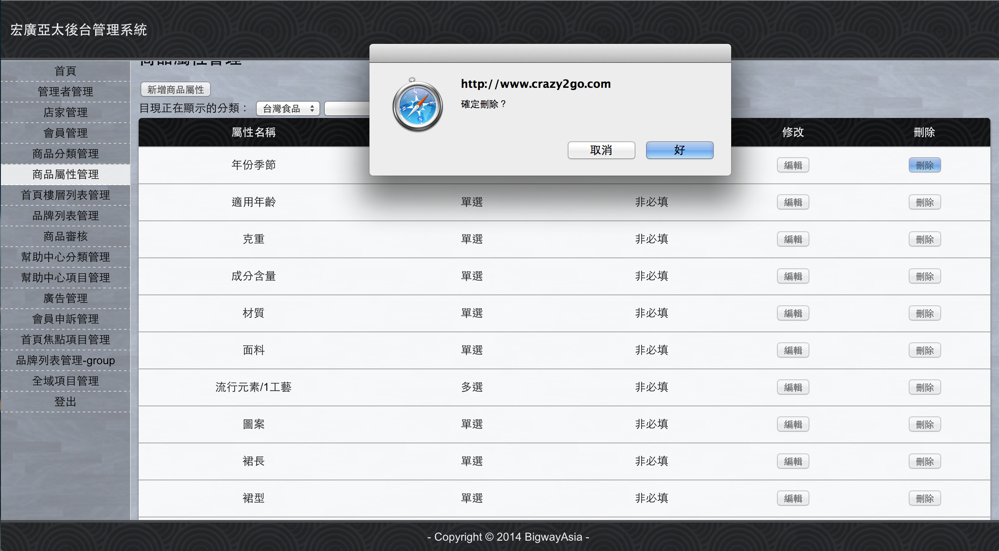 宏廣亞太後台管理系統
首頁
管理者管理
店家管理
會員管理
商品分類管理
商品屬性管理
首頁樓層列表管理
品牌列表管理
商品審核
幫助中心分類管理
幫助中心項目管理
廣告管理
會員申訴管理
首頁焦點項目管理
品牌列表管理-group
全域項目管理
登出
商品屬性管理
新增商品屬性
目現正在顯示的分類： 台灣食品
http://www.crazy2go.com
確定刪除？
取消 好
屬性名稱 修改 刪除
年份季節 編輯 刪除
適用年齡 單選 非必填 編輯 刪除
克重 單選 非必填 編輯 刪除
成分含量 單選 非必填 編輯 刪除
材質 單選 非必填 編輯 刪除
面料 單選 非必填 編輯 刪除
流行元素/1工藝 多選 非必填 編輯 刪除
圖案 單選 非必填 編輯 刪除
裙長 單選 非必填 編輯 刪除
裙型 單選 非必填 編輯 刪除
- Copyright © 2014 BigwayAsia -